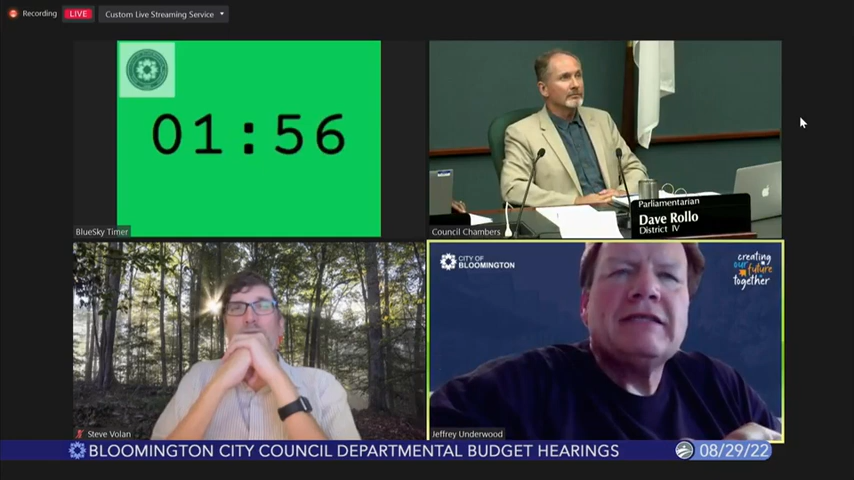 Recording
LIVE
Custom Live Streaming Service
01:56
BlueSky Timer
Council Chambers
Parliamentarian
Dave Rollo
District IV
CITY OF
BLOOMINGTON
creating
our future
together
Steve Volan
Jeffrey Underwood
BLOOMINGTON CITY COUNCIL DEPARTMENTAL BUDGET HEARINGS
08/29/22